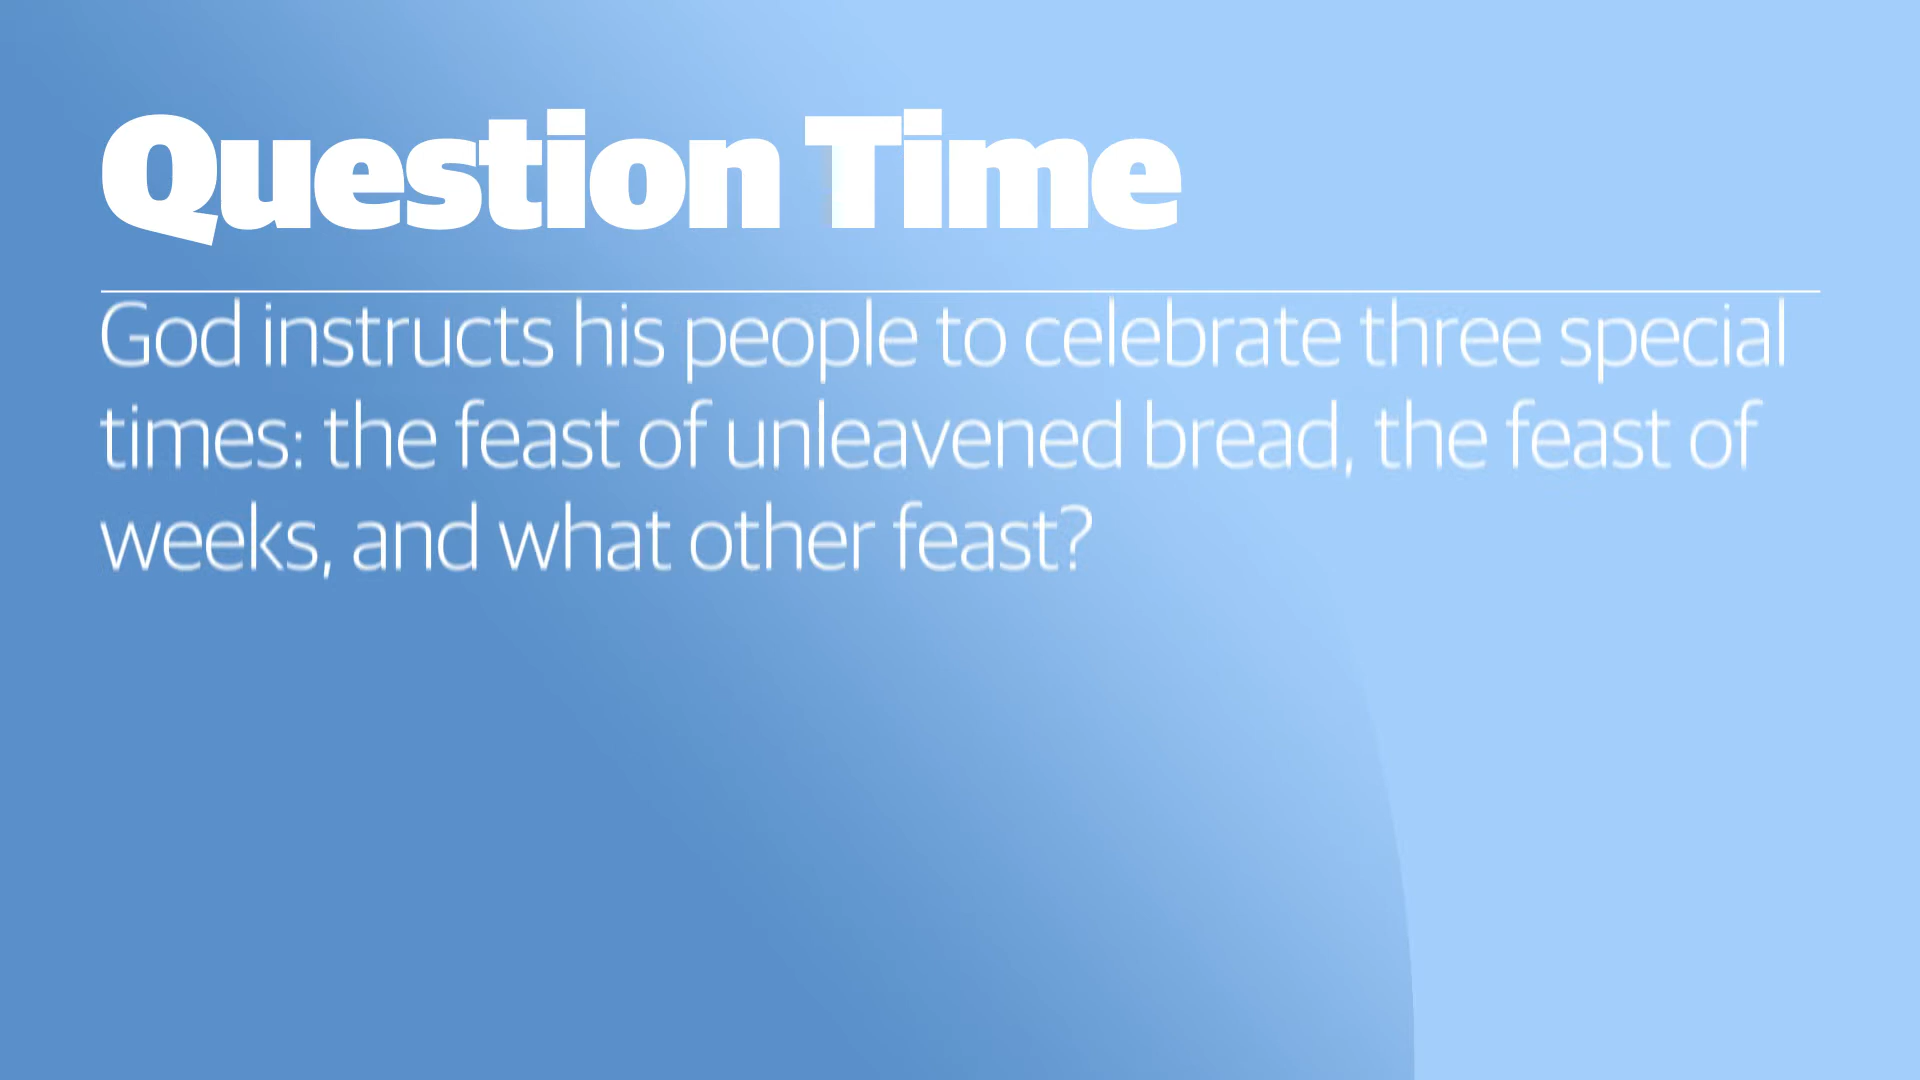 Question Time
God instructs his people to celebrate three special
times: the feast of unleavened bread, the feast of
weeks, and what other feast?